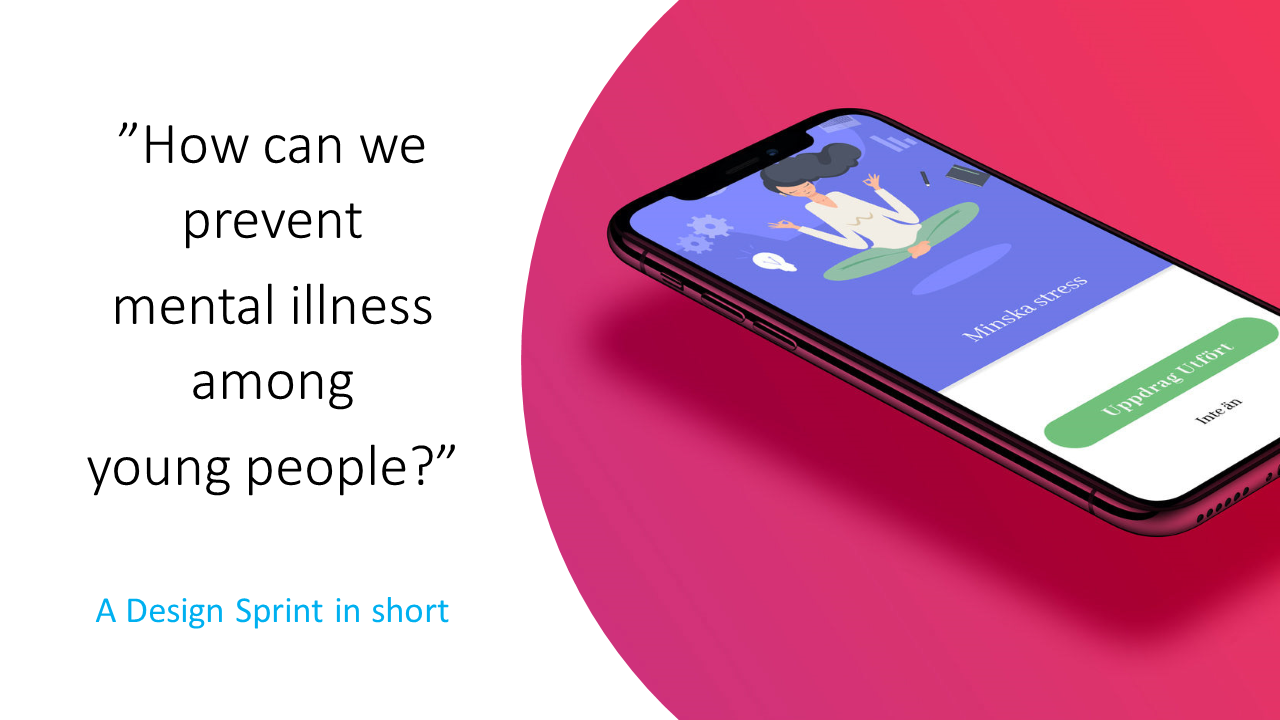 ”How can we
prevent
mental illness
among
young people?”
A Design Sprint in short
Minska stress
Uppdrag Utfört
Inte än